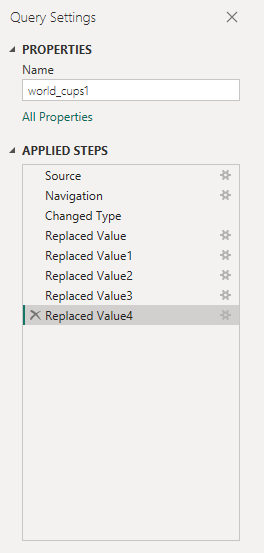 Query Settings
PROPERTIES
Name
world_cups1
All Properties
APPLIED STEPS
Source
Navigation
Changed Type
Replaced Value
Replaced Value1
Replaced Value2
Replaced Value3
Replaced Value4